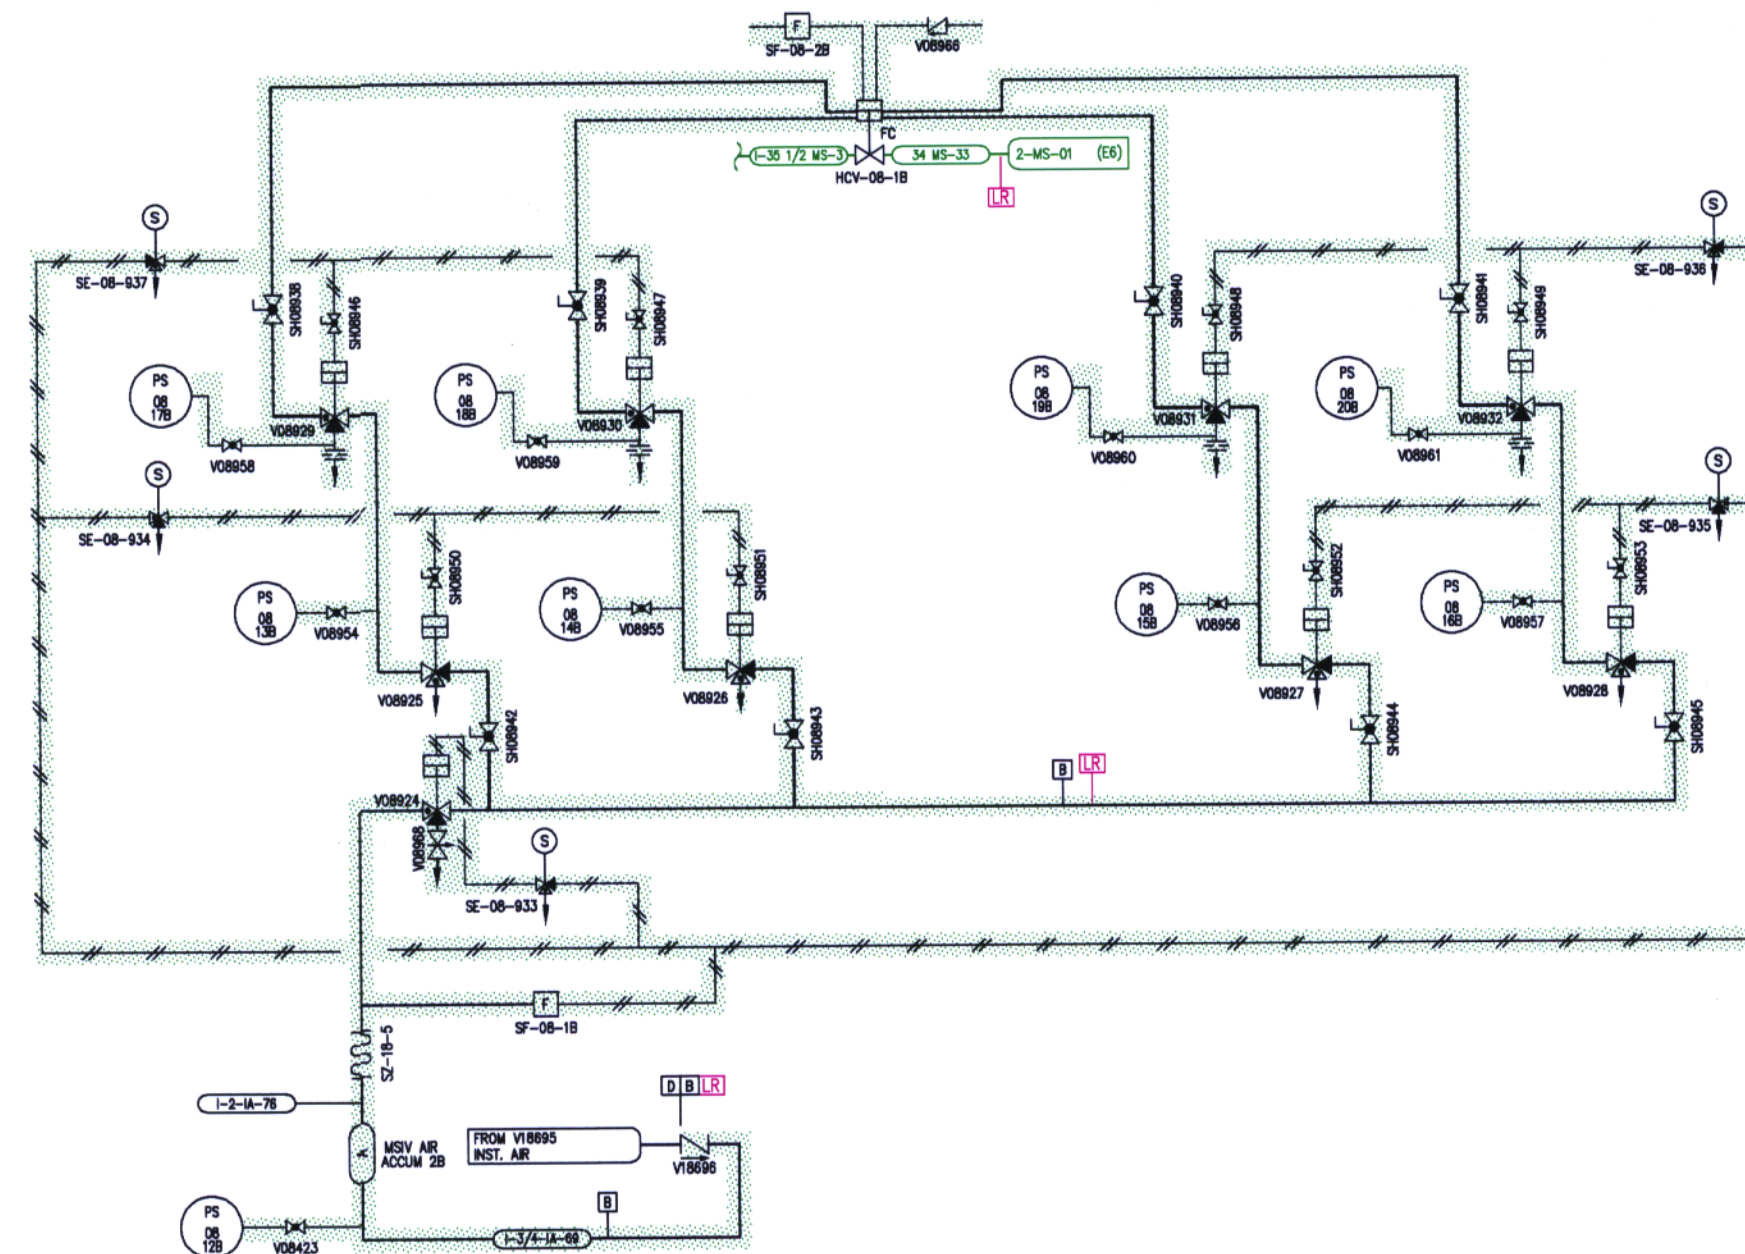 F
SF-08-2B
V08966
FC
I-35 1/2 MS-3
34 MS-33
2-MS-01 (E6)
HCV-08-1B
LR
S
SE-08-937
S
SE-08-936
SH08938
SH08946
SH08939
SH08947
SH08940
SH08948
SH08941
SH08949
PS
08
17B
PS
08
18B
PS
08
19B
PS
08
20B
V08929
V08930
V08931
V08932
V08958
V08959
V08960
V08961
S
SE-08-934
S
SE-08-935
SH08950
SH08951
SH08952
SH08953
PS
08
13B
V08954
PS
08
14B
V08955
PS
08
15B
V08956
PS
08
16B
V08957
V08925
V08926
V08927
V08928
SH08942
SH08943
SH08944
SH08945
B
LR
V08924
V08968
S
SE-08-933
F
SF-08-1B
SZ-18-5
I-2-IA-76
D B LR
MSIV AIR
ACCUM 2B
A
FROM V18695
INST. AIR
V18696
B
PS
08
12B
V08423
I-3/4-IA-69